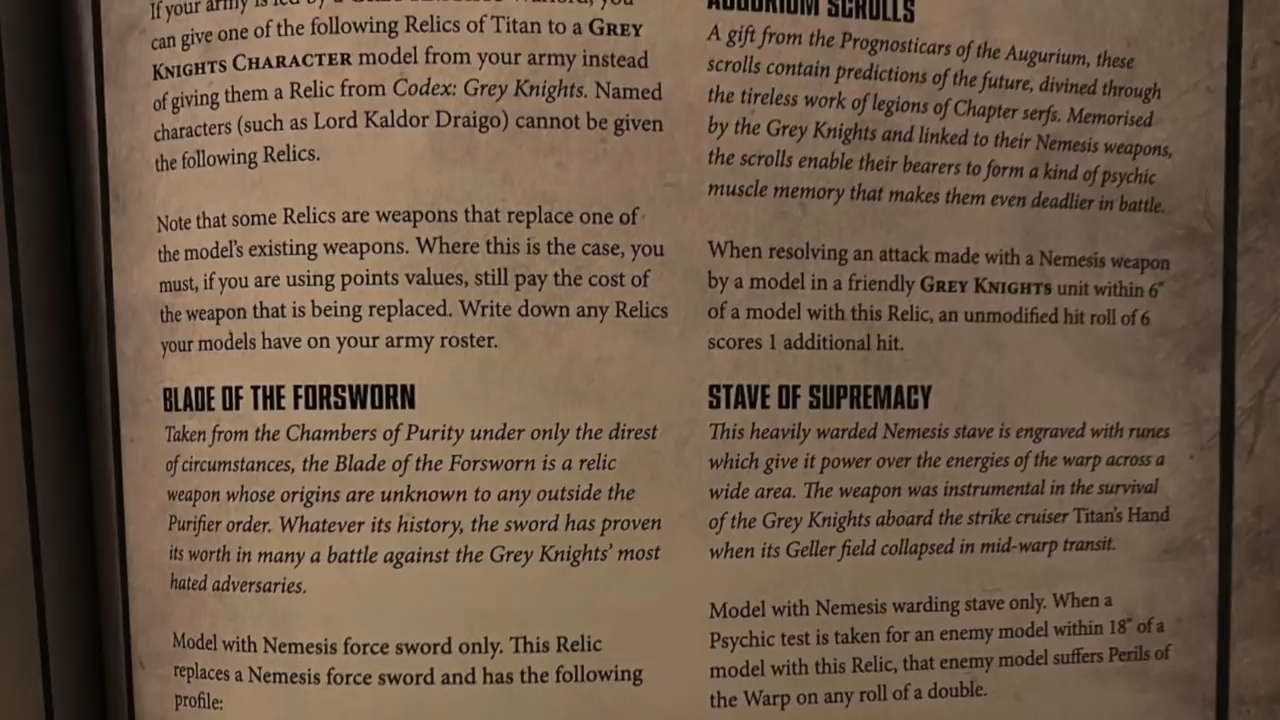 If your army is led by a
can give one of the following Relics of Titan to a GREY
KNIGHTS CHARACTER model from your army instead
of giving them a Relic from Codex: Grey Knights. Named
characters (such as Lord Kaldor Draigo) cannot be given
the following Relics.
Note that some Relics are weapons that replace one of
the model's existing weapons. Where this is the case, you
must, if you are using points values, still pay the cost of
the weapon that is being replaced. Write down any Relics
your models have on your army roster.
BLADE OF THE FORSWORN
Taken from the Chambers of Purity under only the direst
of circumstances, the Blade of the Forsworn is a relic
weapon whose origins are unknown to any outside the
Purifier order. Whatever its history, the sword has proven
its worth in many a battle against the Grey Knights' most
hated adversaries.
Model with Nemesis force sword only. This Relic
replaces a Nemesis force sword and has the following
profile:
AUGURIUM SCROLLS
A gift from the Prognosticars of the Augurium, these
scrolls contain predictions of the future, divined through
the tireless work of legions of Chapter serfs. Memorised
by the Grey Knights and linked to their Nemesis weapons,
the scrolls enable their bearers to form a kind of psychic
muscle memory that makes them even deadlier in battle.
When resolving an attack made with a Nemesis weapon
by a model in a friendly GREY KNIGHTS unit within 6"
of a model with this Relic, an unmodified hit roll of 6
scores 1 additional hit.
STAVE OF SUPREMACY
This heavily warded Nemesis stave is engraved with runes
which give it power over the energies of the warp across a
wide area. The weapon was instrumental in the survival
of the Grey Knights aboard the strike cruiser Titan's Hand
when its Geller field collapsed in mid-warp transit.
Model with Nemesis warding stave only. When a
Psychic test is taken for an enemy model within 18" of a
model with this Relic, that enemy model suffers Perils of
the Warp on any roll of a double.